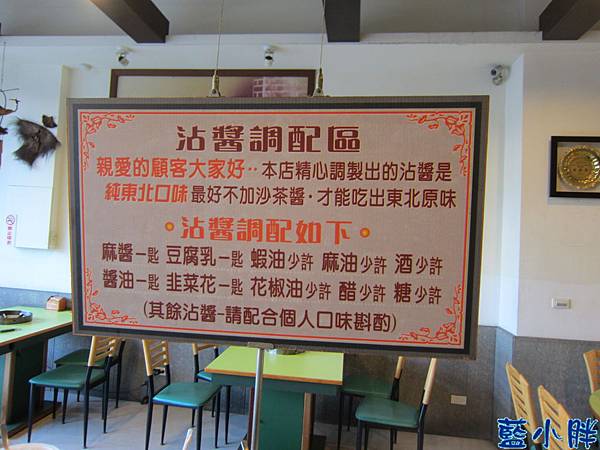 沾醬調配區
親愛的顧客大家好‥本店精心調製出的沾醬是
純東北口味最好不加沙茶醬‧才能吃出東北原味
沾醬調配如下
麻醬一匙 豆腐乳一匙 蝦油少許 麻油少許 酒少許
醬油一匙 韭菜花一匙 花椒油少許 醋少許 糖少許
(其餘沾醬-請配合個人口味斟酌)
藍小胖